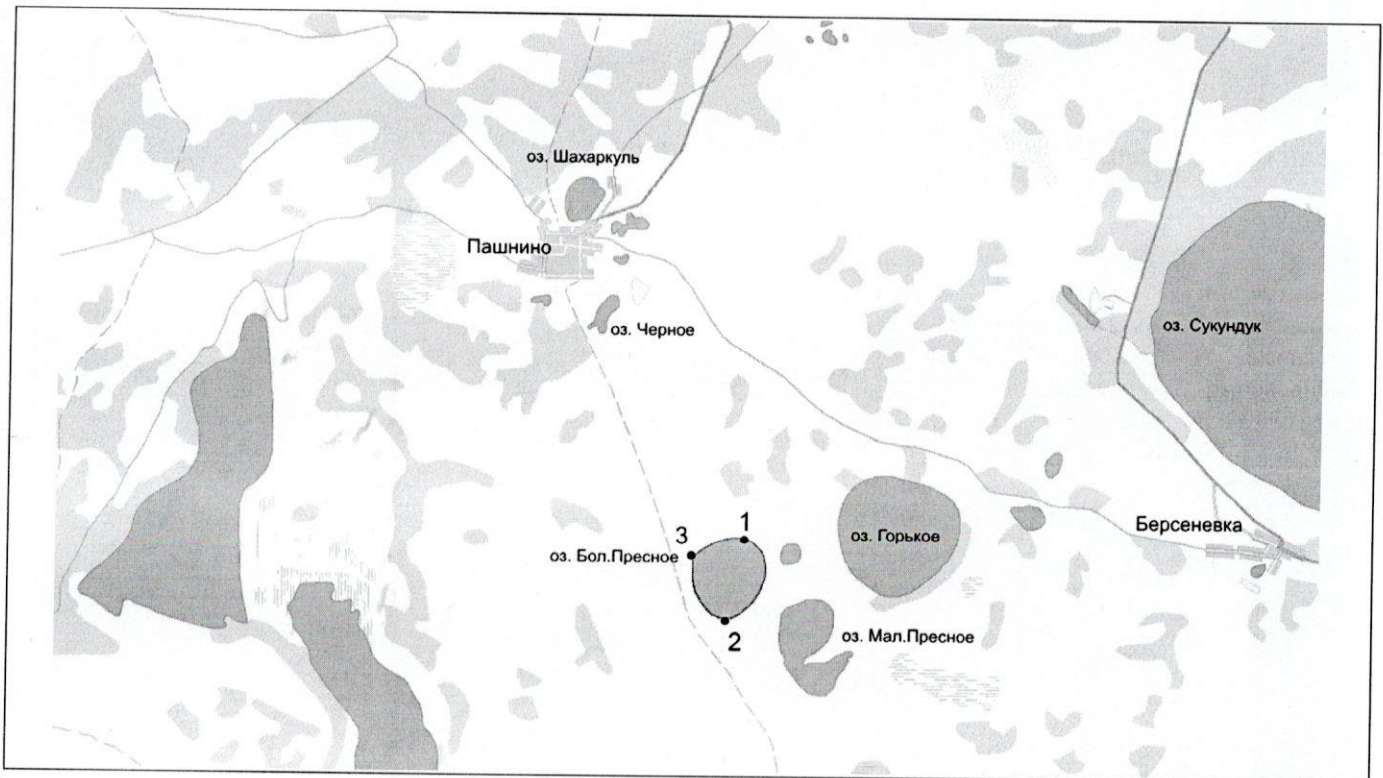 оз. Шахаркуль
Пашнино
оз. Черное
оз. Сукундук
Берсеневка
оз. Горькое
1
3
оз. Бол.Пресное
2
оз. Мал.Пресное